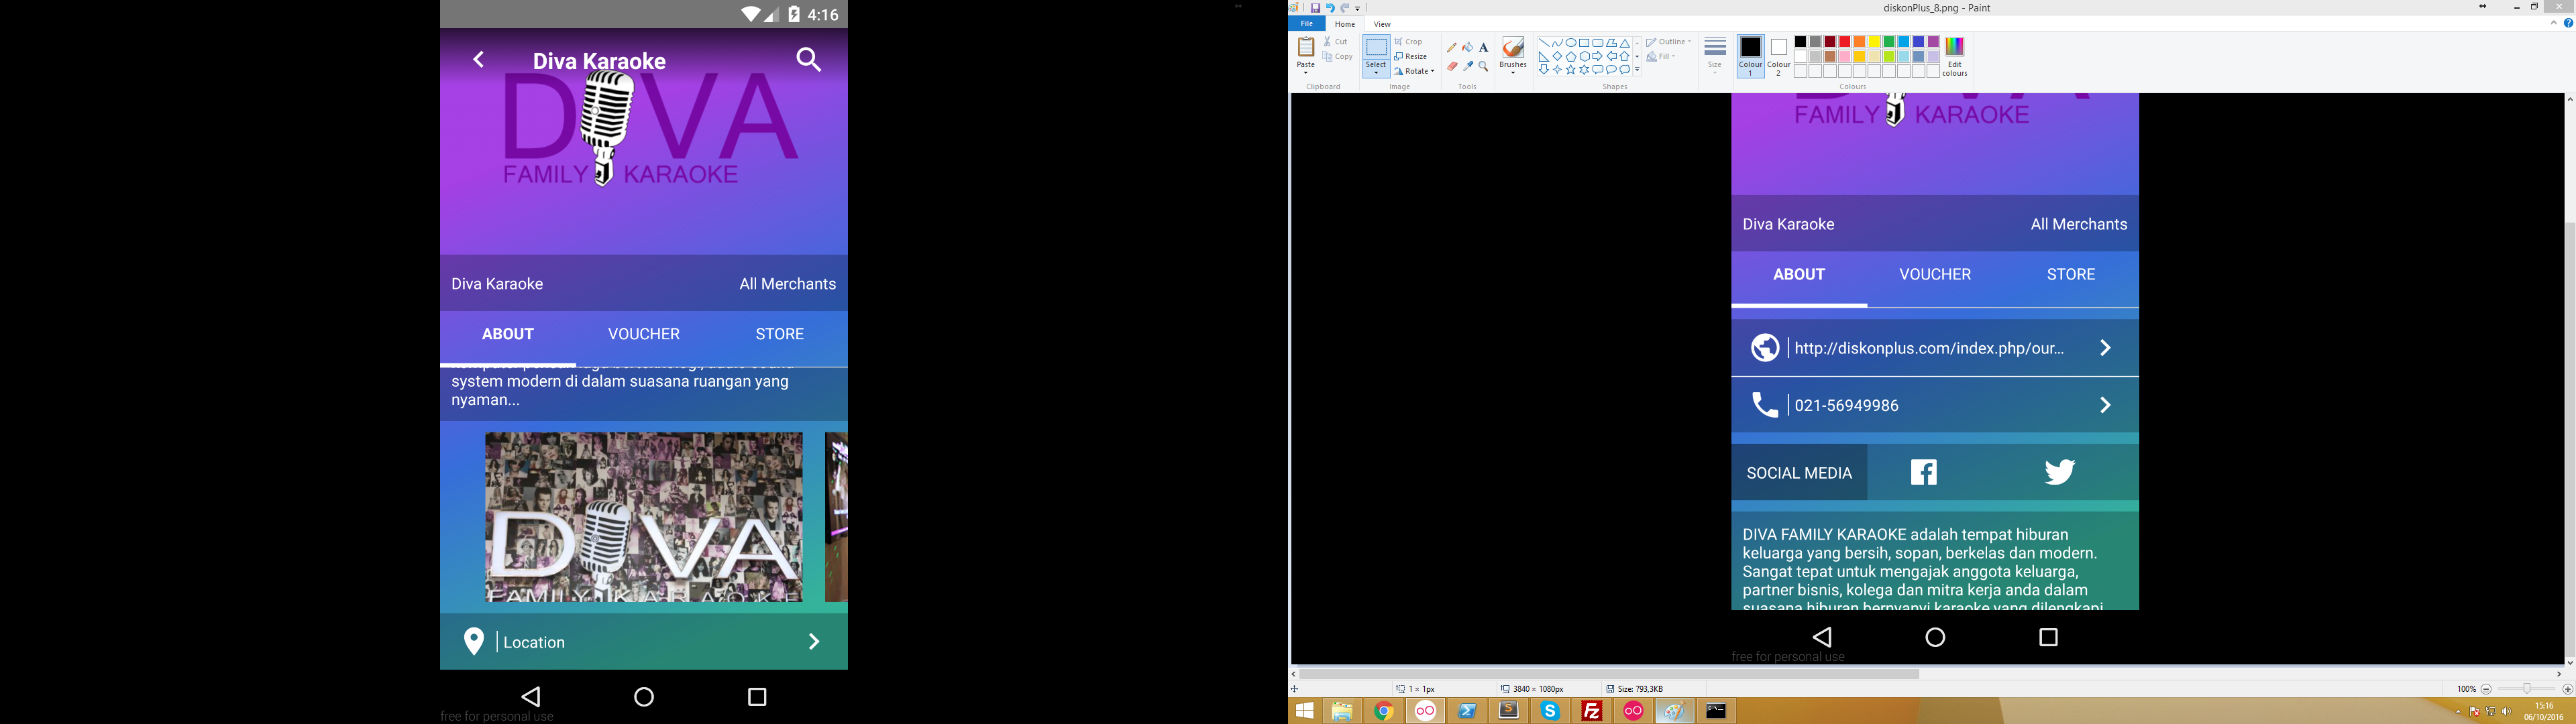 4:16
Diva Karaoke
DIVA
FAMILY KARAOKE
Diva Karaoke All Merchants
ABOUT VOUCHER STORE
system modern di dalam suasana ruangan yang
nyaman...
DIVA
FAMILY KARAOKE
Location
free for personal use
diskonPlus_8.png - Paint
File Home View
Paste
Cut
Copy
Clipboard
Select
Crop
Resize
Rotate
Image
A
Tools
Brushes
Outline
Fill
Shapes
Size
Colour
1
Colour
2
Edit
colours
Colours
FAMILY KARAOKE
Diva Karaoke All Merchants
ABOUT VOUCHER STORE
http://diskonplus.com/index.php/our...
021-56949986
SOCIAL MEDIA
DIVA FAMILY KARAOKE adalah tempat hiburan
keluarga yang bersih, sopan, berkelas dan modern.
Sangat tepat untuk mengajak anggota keluarga,
partner bisnis, kolega dan mitra kerja anda dalam
suasana hiburan bernyanyi karaoke yang dilengkapi
free for personal use
1 × 1px 3840 × 1080px Size: 793,3KB 100%
15:16
06/10/2016